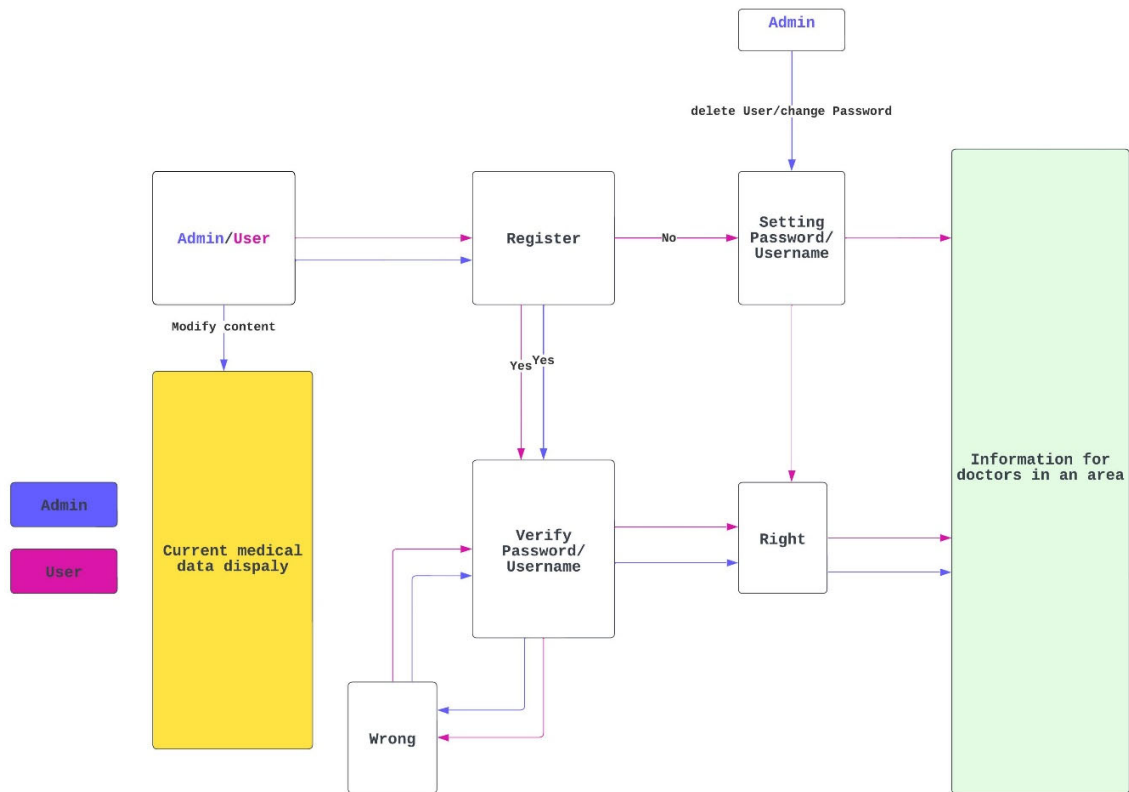 Admin
delete User/change Password
Admin/User
Register
No
Setting
Password/
Username
Modify content
Yes
Yes
Information for
doctors in an area
Admin
User
Current medical
data dispaly
Verify
Password/
Username
Right
Wrong